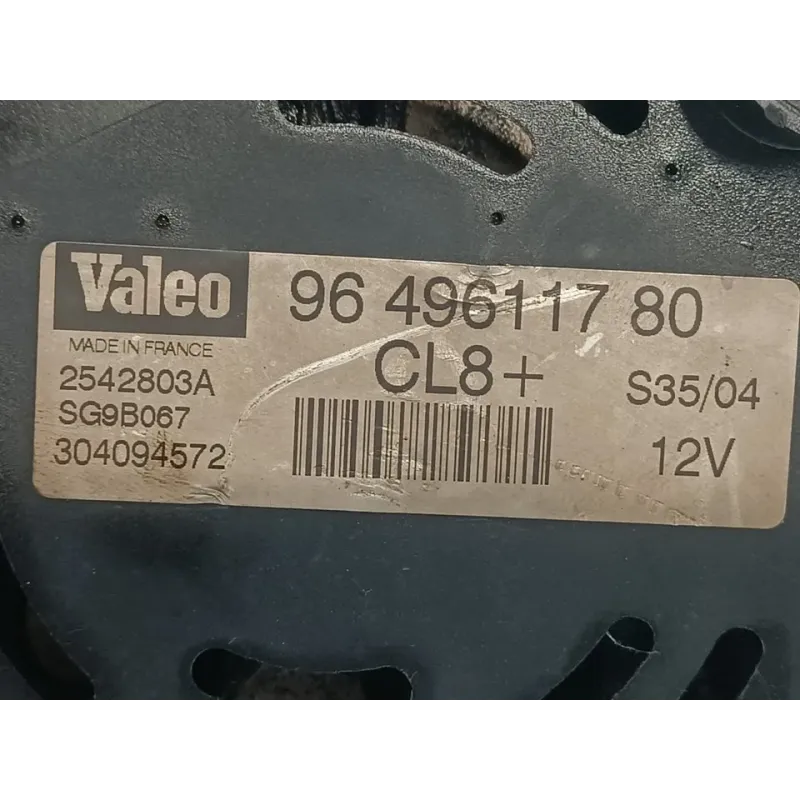 Valeo 96 496117 80
MADE IN FRANCE
2542803A CL8+ S35/04
SG9B067
304094572 12V